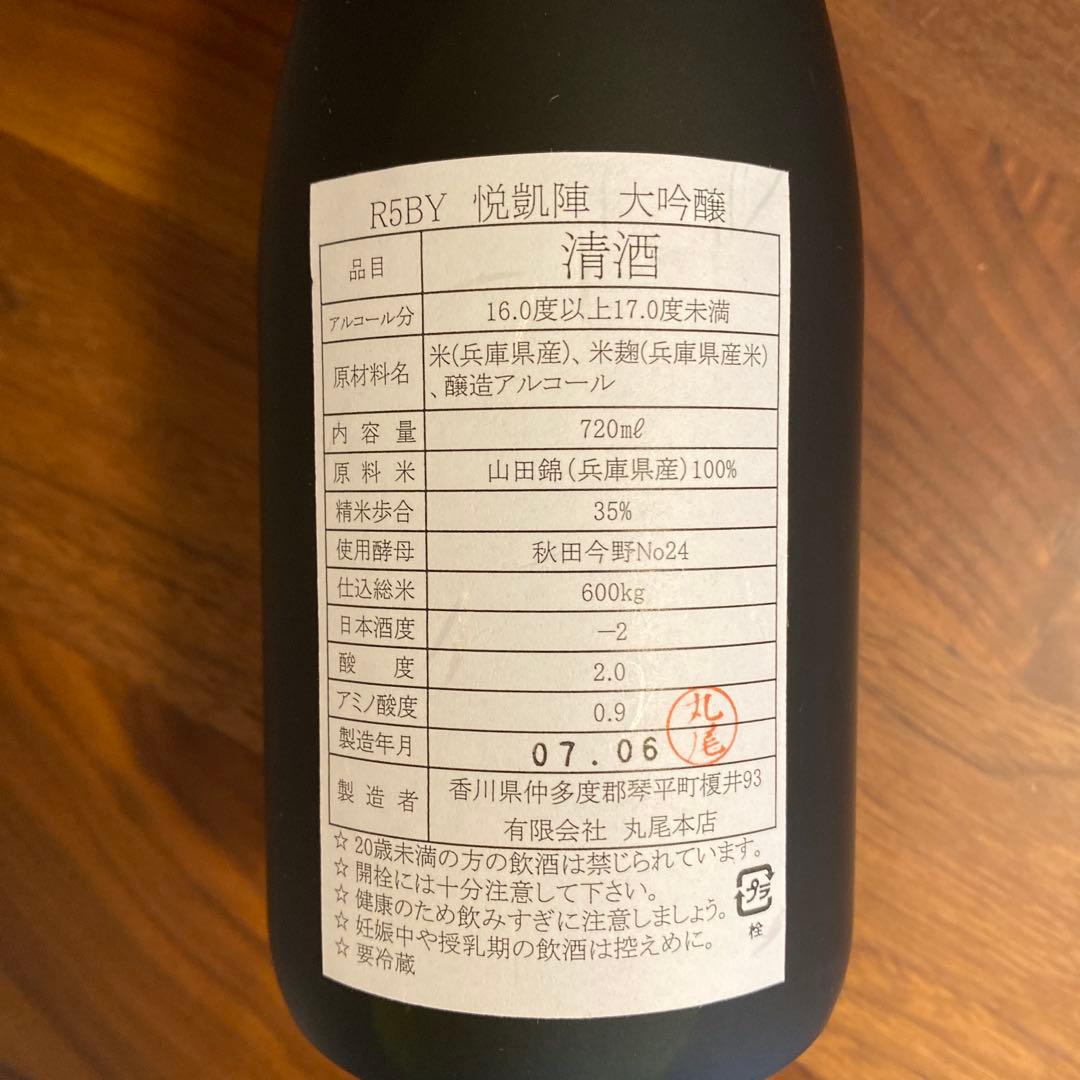 R5BY 悦凱陣 大吟醸
品目 清酒
アルコール分 16.0度以上17.0度未満
原材料名 米(兵庫県産)、米麹(兵庫県産米)
、醸造アルコール
内容量 720mℓ
原料米 山田錦(兵庫県産)100%
精米歩合 35%
使用酵母 秋田今野No24
仕込総米 600kg
日本酒度 −2
酸度 2.0
アミノ酸度 0.9
製造年月 07.06 丸尾
製造者 香川県仲多度郡琴平町榎井93
有限会社 丸尾本店
☆20歳未満の方の飲酒は禁じられています。
☆開栓には十分注意して下さい。
☆健康のため飲みすぎに注意しましょう。
☆妊娠中や授乳期の飲酒は控えめに。
☆要冷蔵
プラ
栓